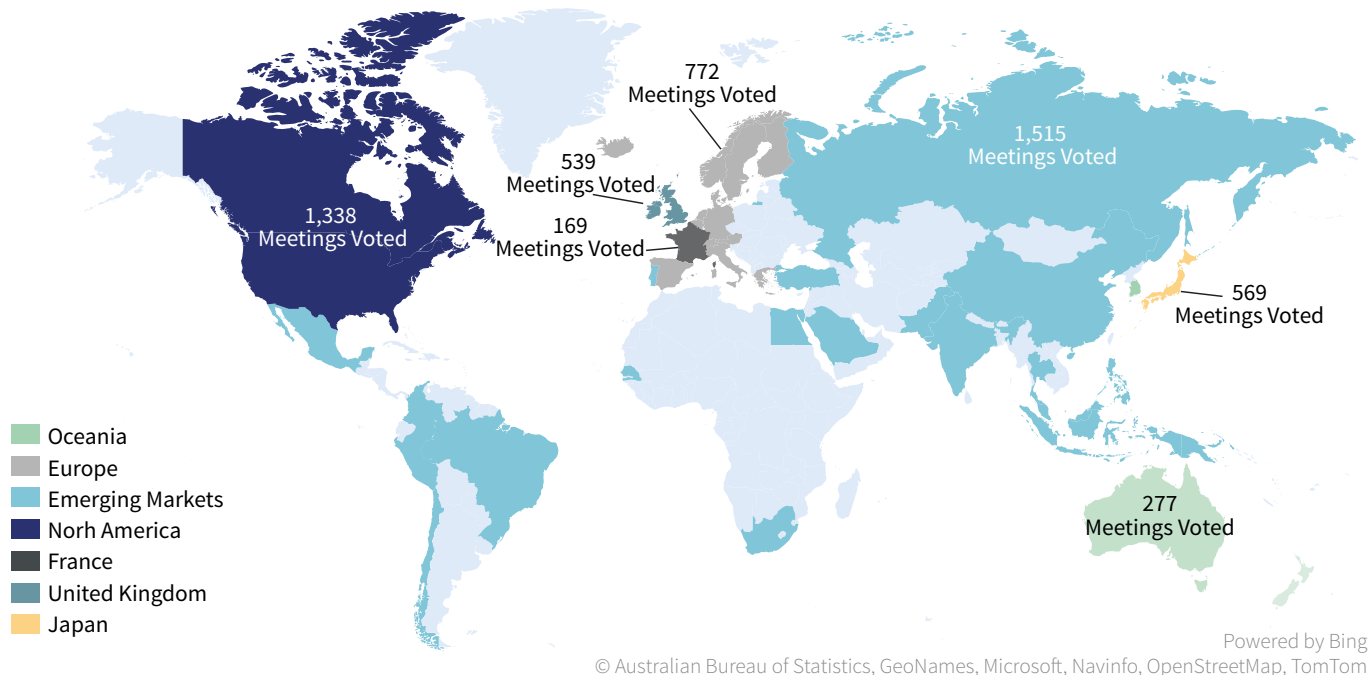 772
Meetings Voted
1,515
Meetings Voted
539
Meetings Voted
1,338
Meetings Voted
169
Meetings Voted
569
Meetings Voted
277
Meetings Voted
Oceania
Europe
Emerging Markets
Norh America
France
United Kingdom
Japan
Powered by Bing
© Australian Bureau of Statistics, GeoNames, Microsoft, Navinfo, OpenStreetMap, TomTom